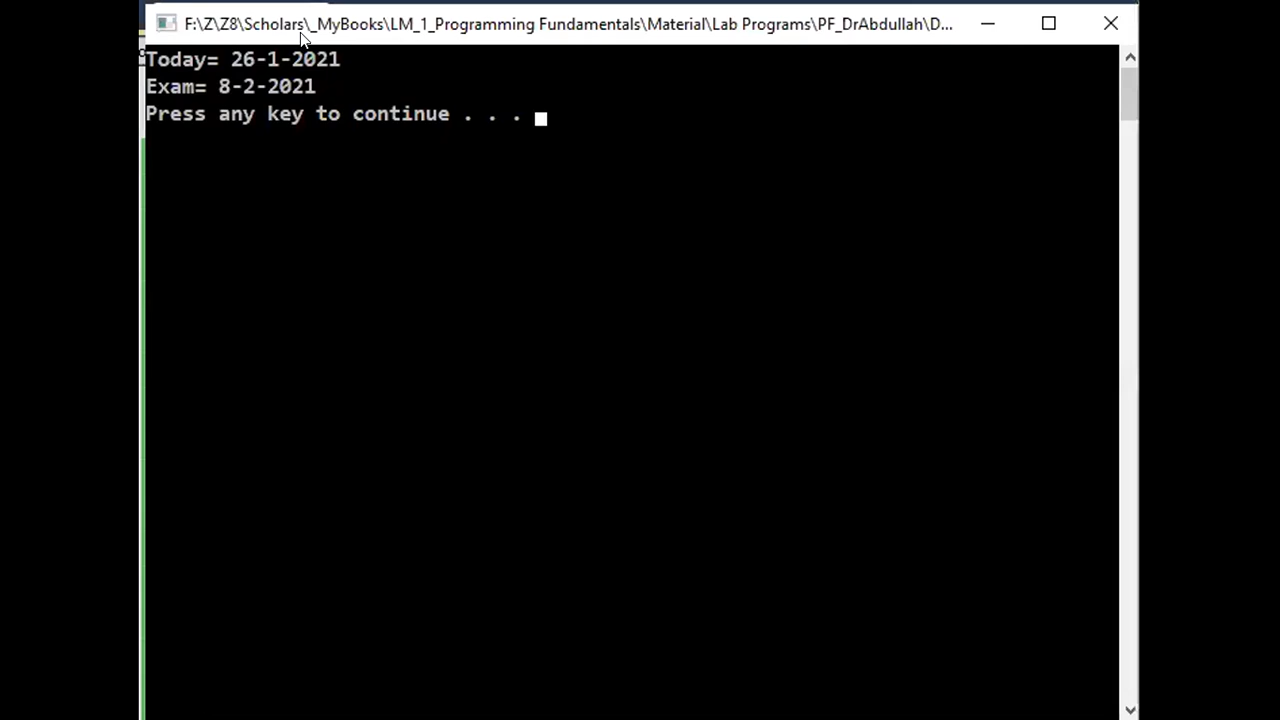 F:\Z\Z8\Scholars\_MyBooks\LM_1_Programming Fundamentals\Material\Lab Programs\PF_DrAbdullah\D...
Today= 26-1-2021
Exam= 8-2-2021
Press any key to continue . . .